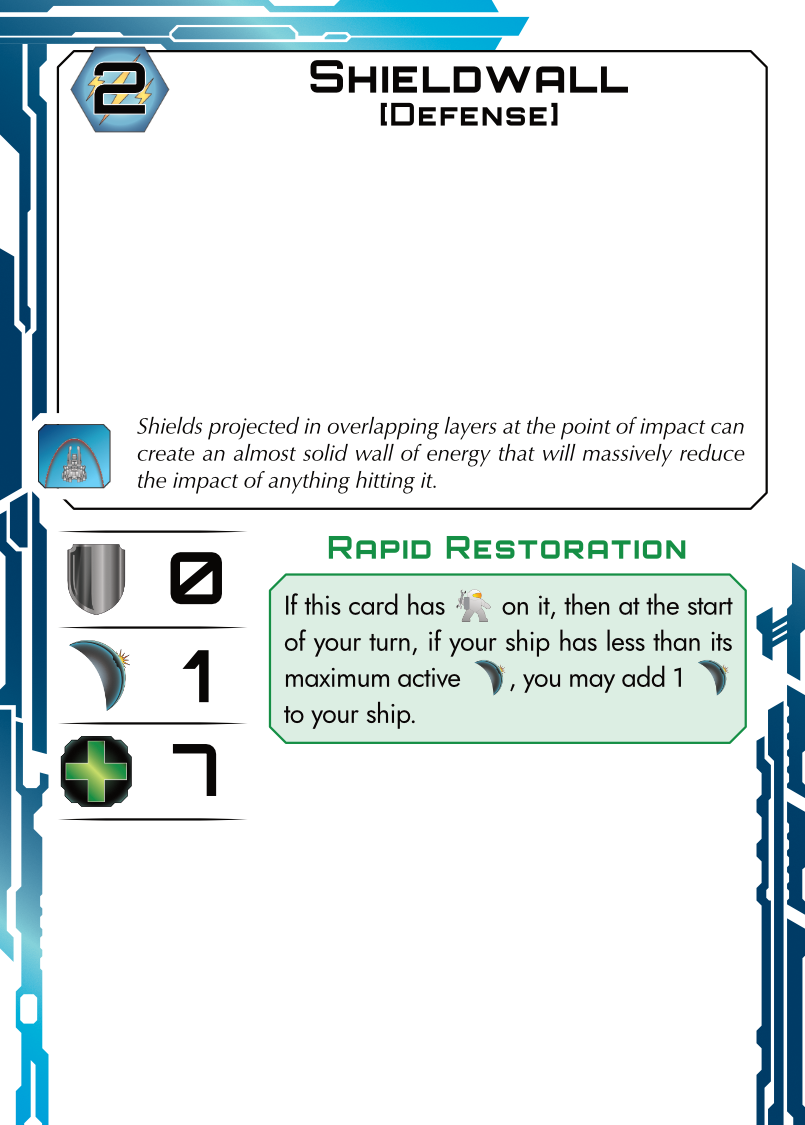 2
Shieldwall
[Defense]
Shields projected in overlapping layers at the point of impact can
create an almost solid wall of energy that will massively reduce
the impact of anything hitting it.
0
1
7
Rapid Restoration
If this card has on it, then at the start
of your turn, if your ship has less than its
maximum active , you may add 1
to your ship.